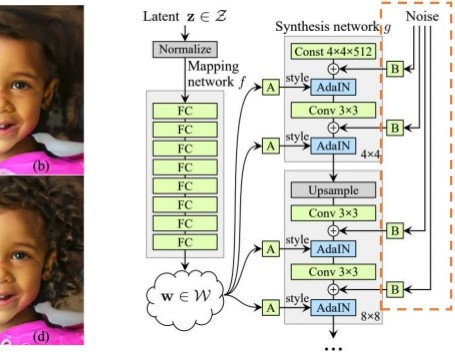 (b)
(d)
Latent z ∈ Z
Normalize
Mapping
network f
FC
FC
FC
FC
FC
FC
FC
FC
w ∈ W
Synthesis network g
Noise
Const 4×4×512
B
A
style
AdaIN
Conv 3×3
B
A
style
AdaIN
4×4
Upsample
Conv 3×3
B
A
style
AdaIN
Conv 3×3
B
A
style
AdaIN
8×8
...